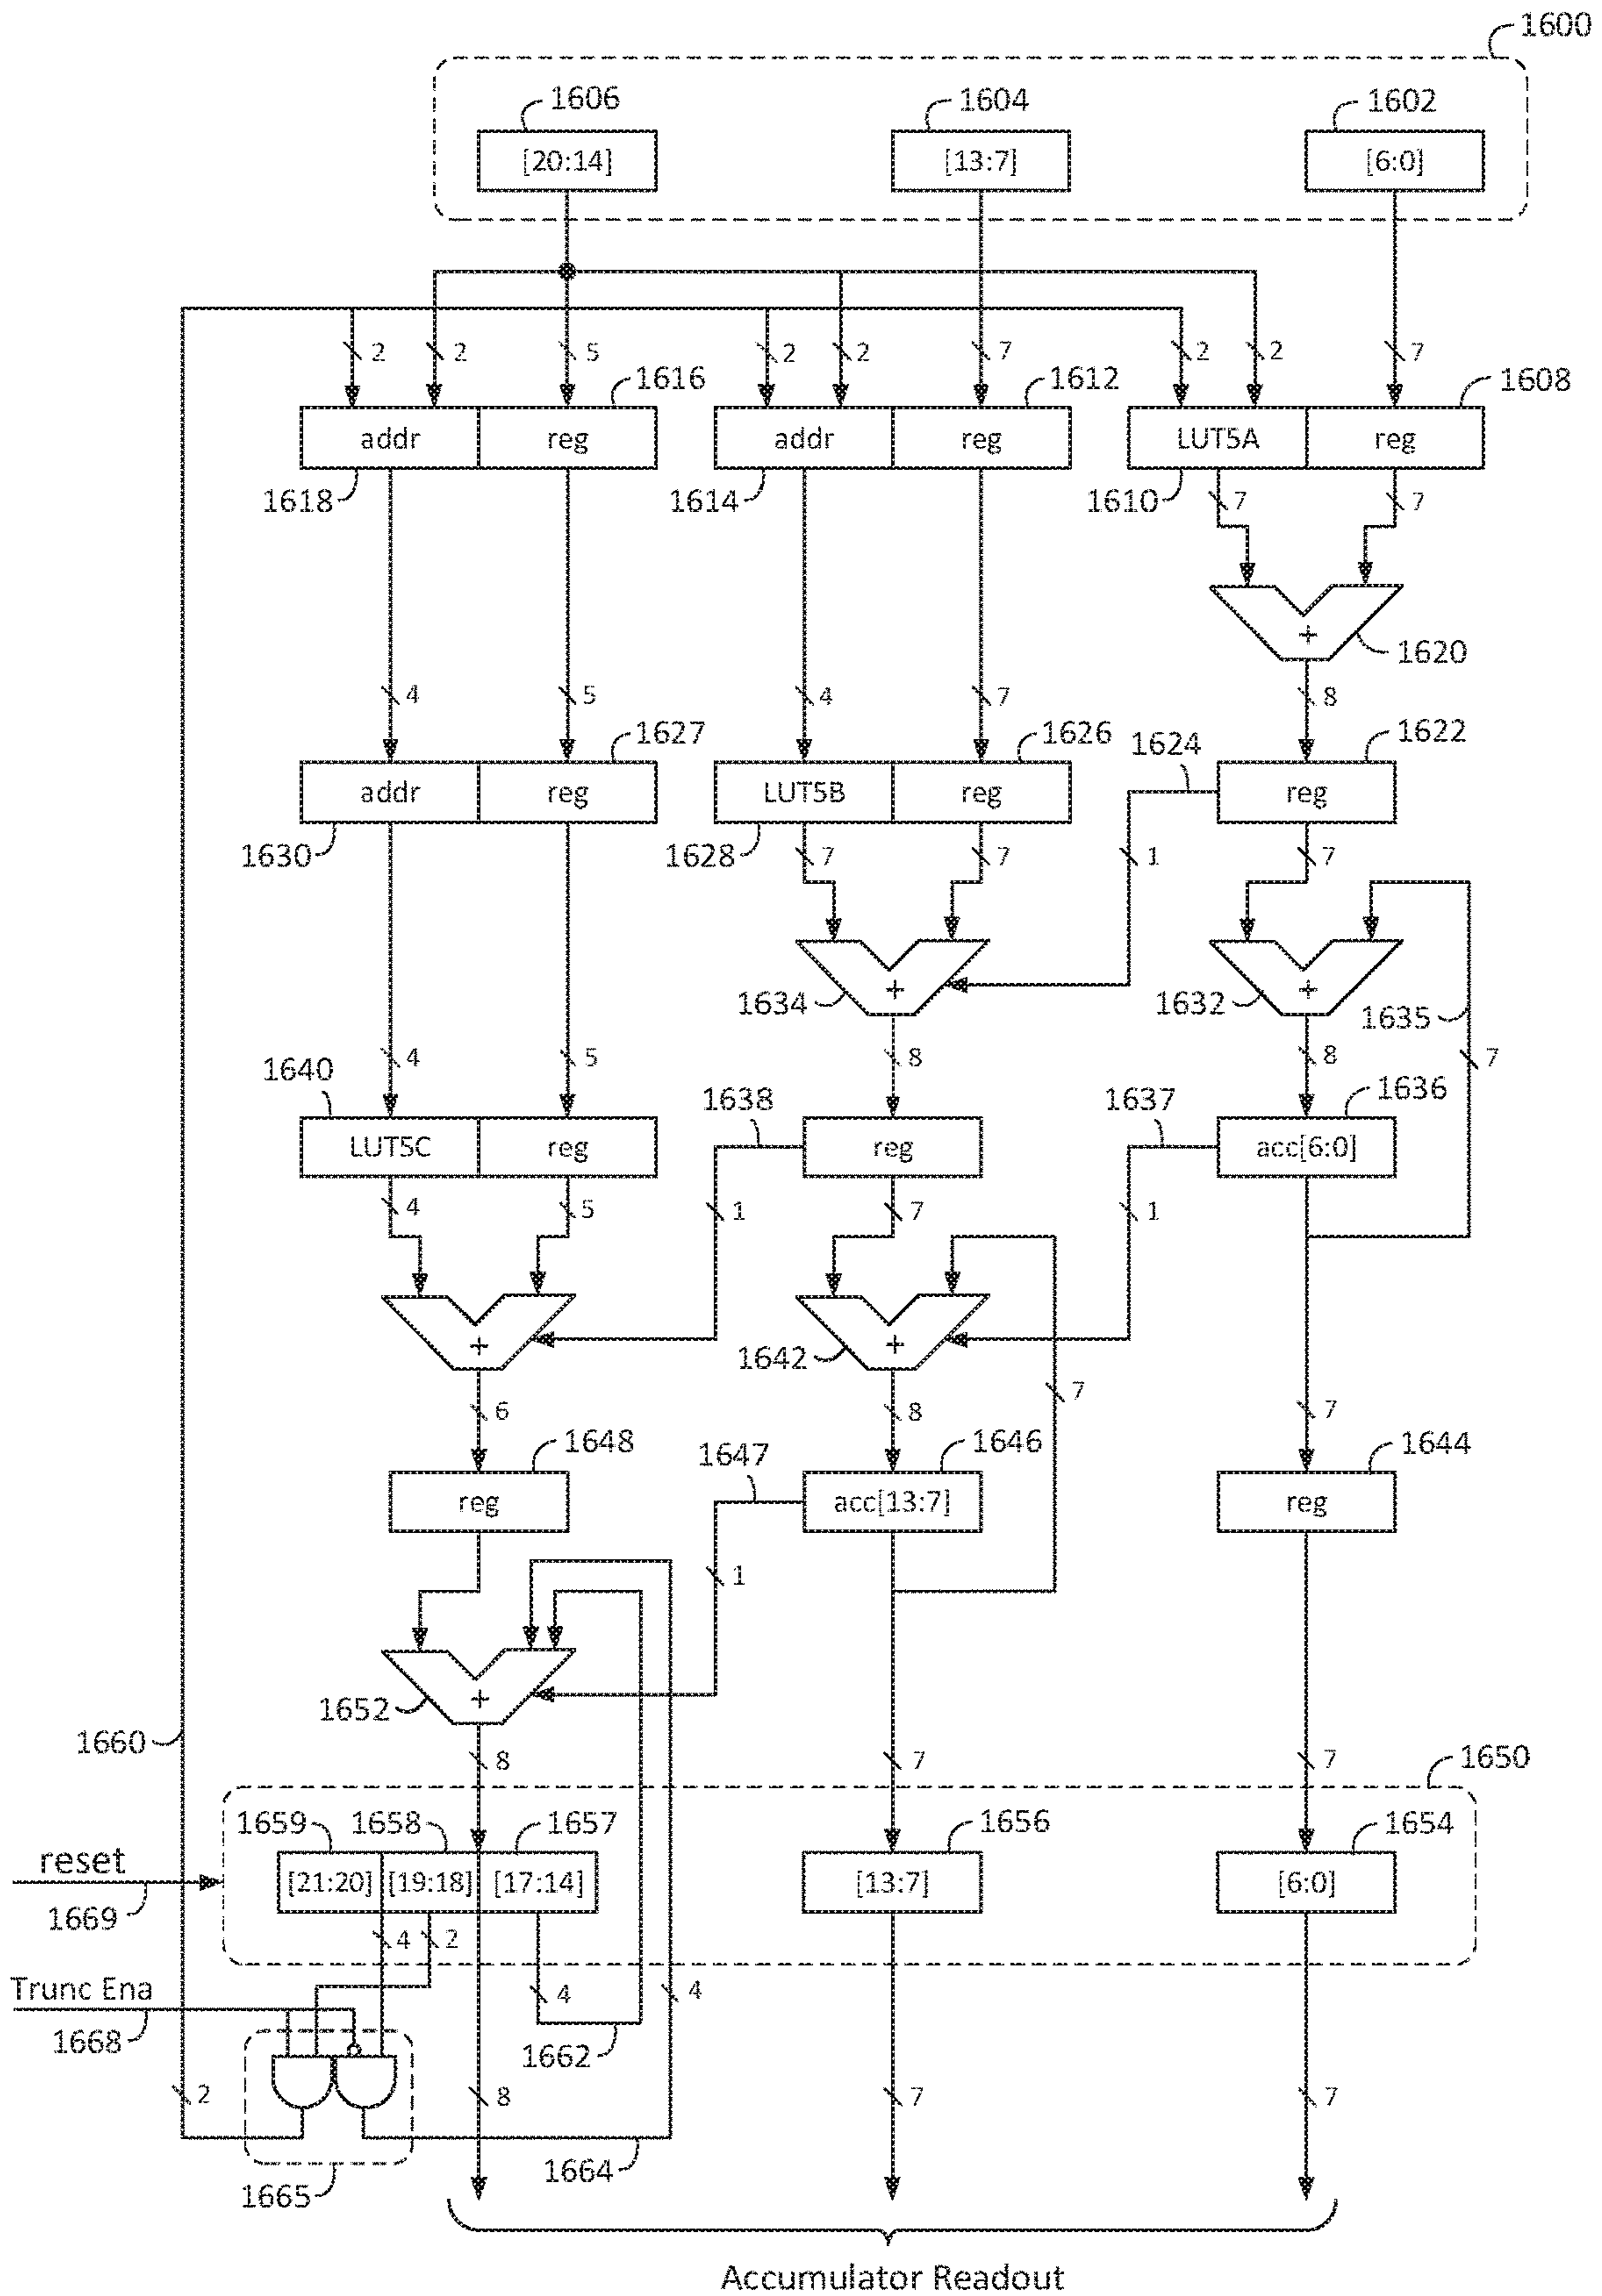 1600
1606 1604 1602
[20:14] [13:7] [6:0]
2 2 5 2 2 7 2 2 7
1616 1612 1608
addr reg addr reg LUT5A reg
1618 1614 1610
7 7
+ 1620
4 5 4 7 8
1627 1626 1624 1622
addr reg LUT5B reg reg
1630 1628 7 7 1 7
1634 + 1632 + 1635
4 5 8 8 7
1640 1638 1637 1636
LUT5C reg reg acc[6:0]
4 5 1 7 1
+ 1642 +
6 8 7 7
1648 1647 1646 1644
reg acc[13:7] reg
1
1652 +
1660
8 7 7 1650
1659 1658 1657 1656 1654
reset
[21:20] [19:18] [17:14] [13:7] [6:0]
1669
4 2
Trunc Ena 4 4
1668 1662
2 8 7 7
1665 1664
Accumulator Readout